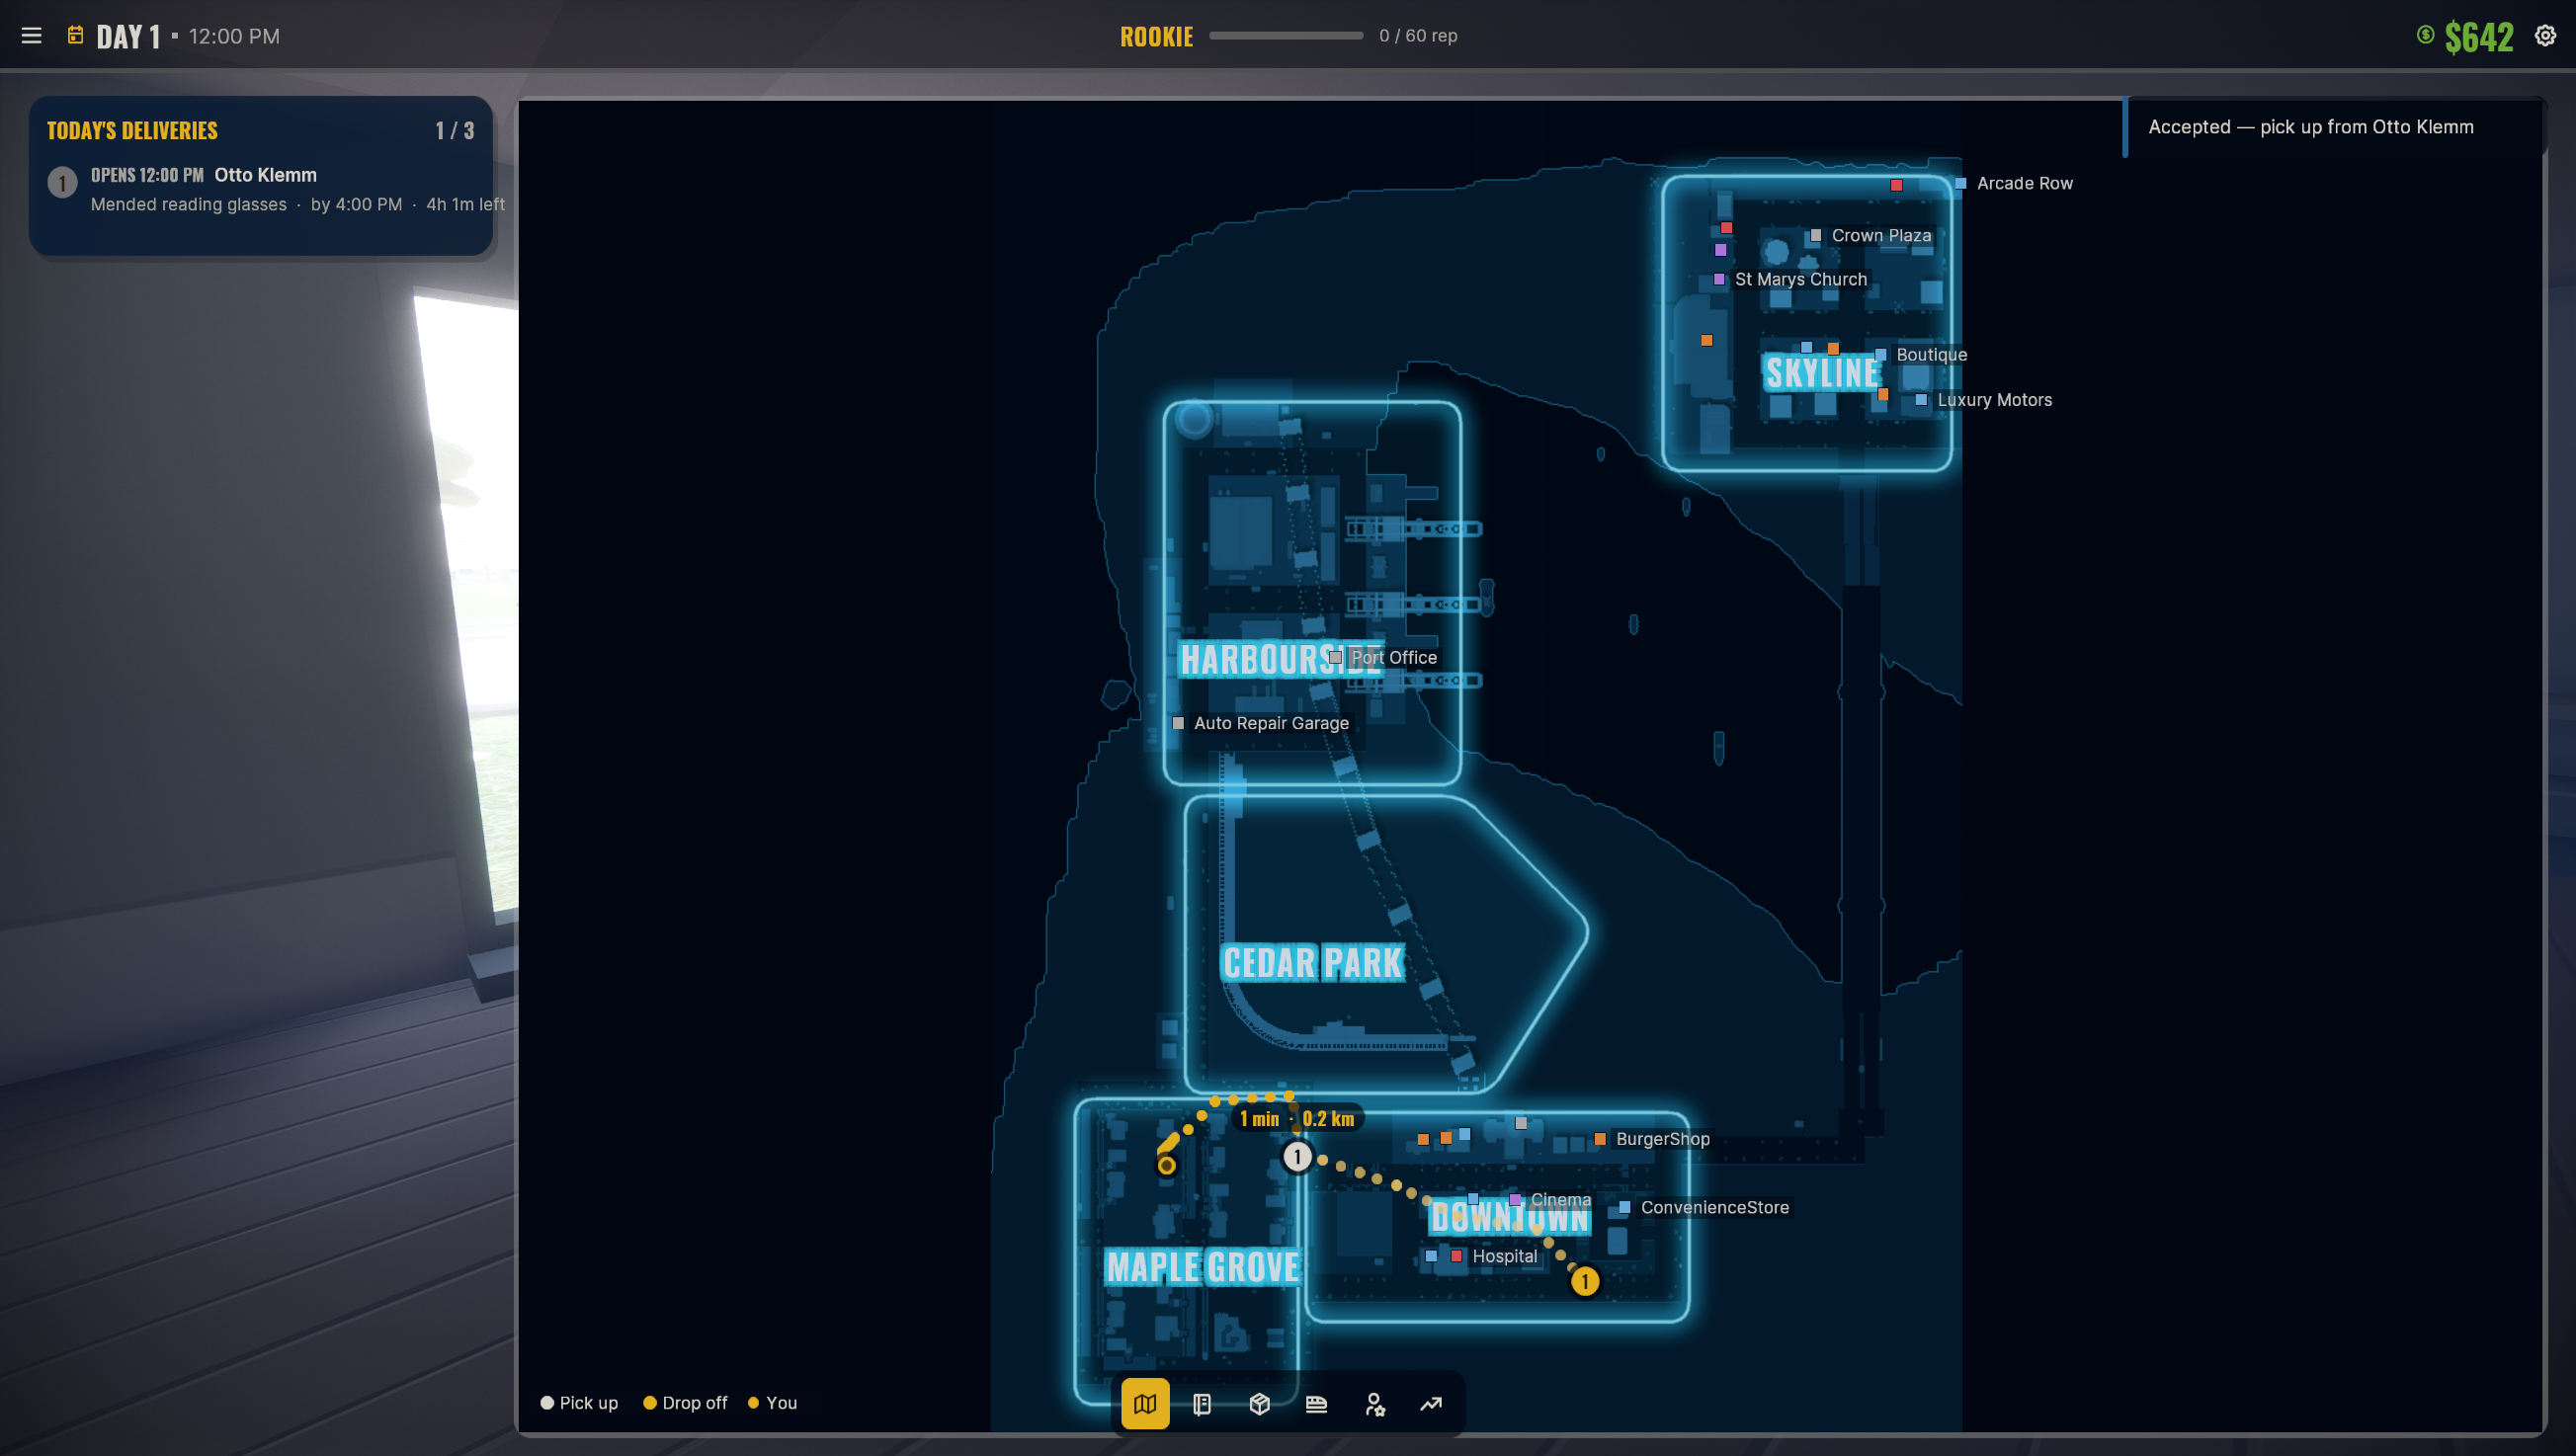 DAY 1 ▪ 12:00 PM
ROOKIE 0 / 60 rep
$642
TODAY'S DELIVERIES 1 / 3
1 OPENS 12:00 PM Otto Klemm
Mended reading glasses · by 4:00 PM · 4h 1m left
Accepted — pick up from Otto Klemm
Arcade Row
Crown Plaza
St Marys Church
Boutique
SKYLINE
Luxury Motors
HARBOURSIDE
Port Office
Auto Repair Garage
CEDAR PARK
1 min · 0.2 km
BurgerShop
1
Cinema
ConvenienceStore
DOWNTOWN
Hospital
MAPLE GROVE
1
Pick up Drop off You